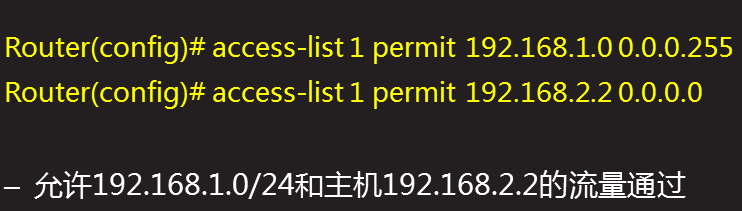 Router(config)# access-list 1 permit 192.168.1.0 0.0.0.255
Router(config)# access-list 1 permit 192.168.2.2 0.0.0.0
– 允许192.168.1.0/24和主机192.168.2.2的流量通过